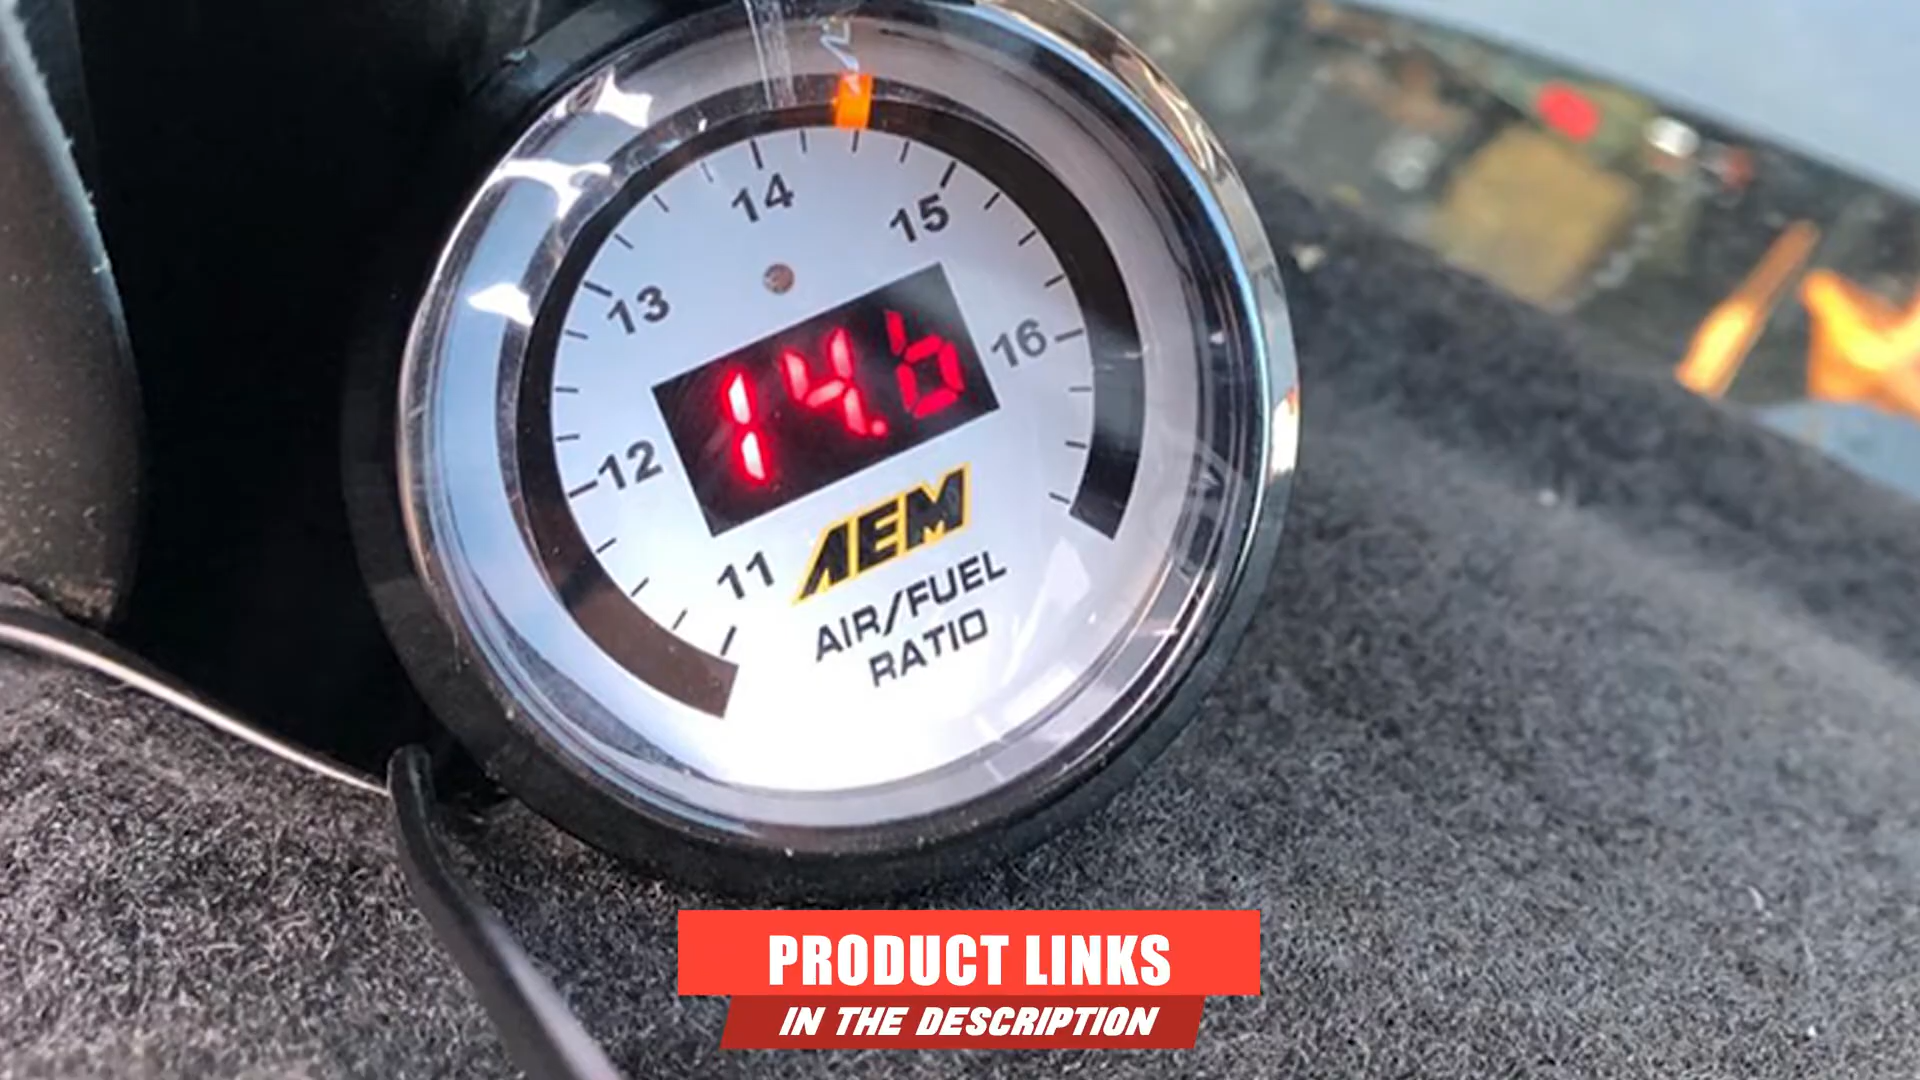 14
15
13
16
14.6
12
11
AEM
AIR/FUEL
RATIO
PRODUCT LINKS
IN THE DESCRIPTION